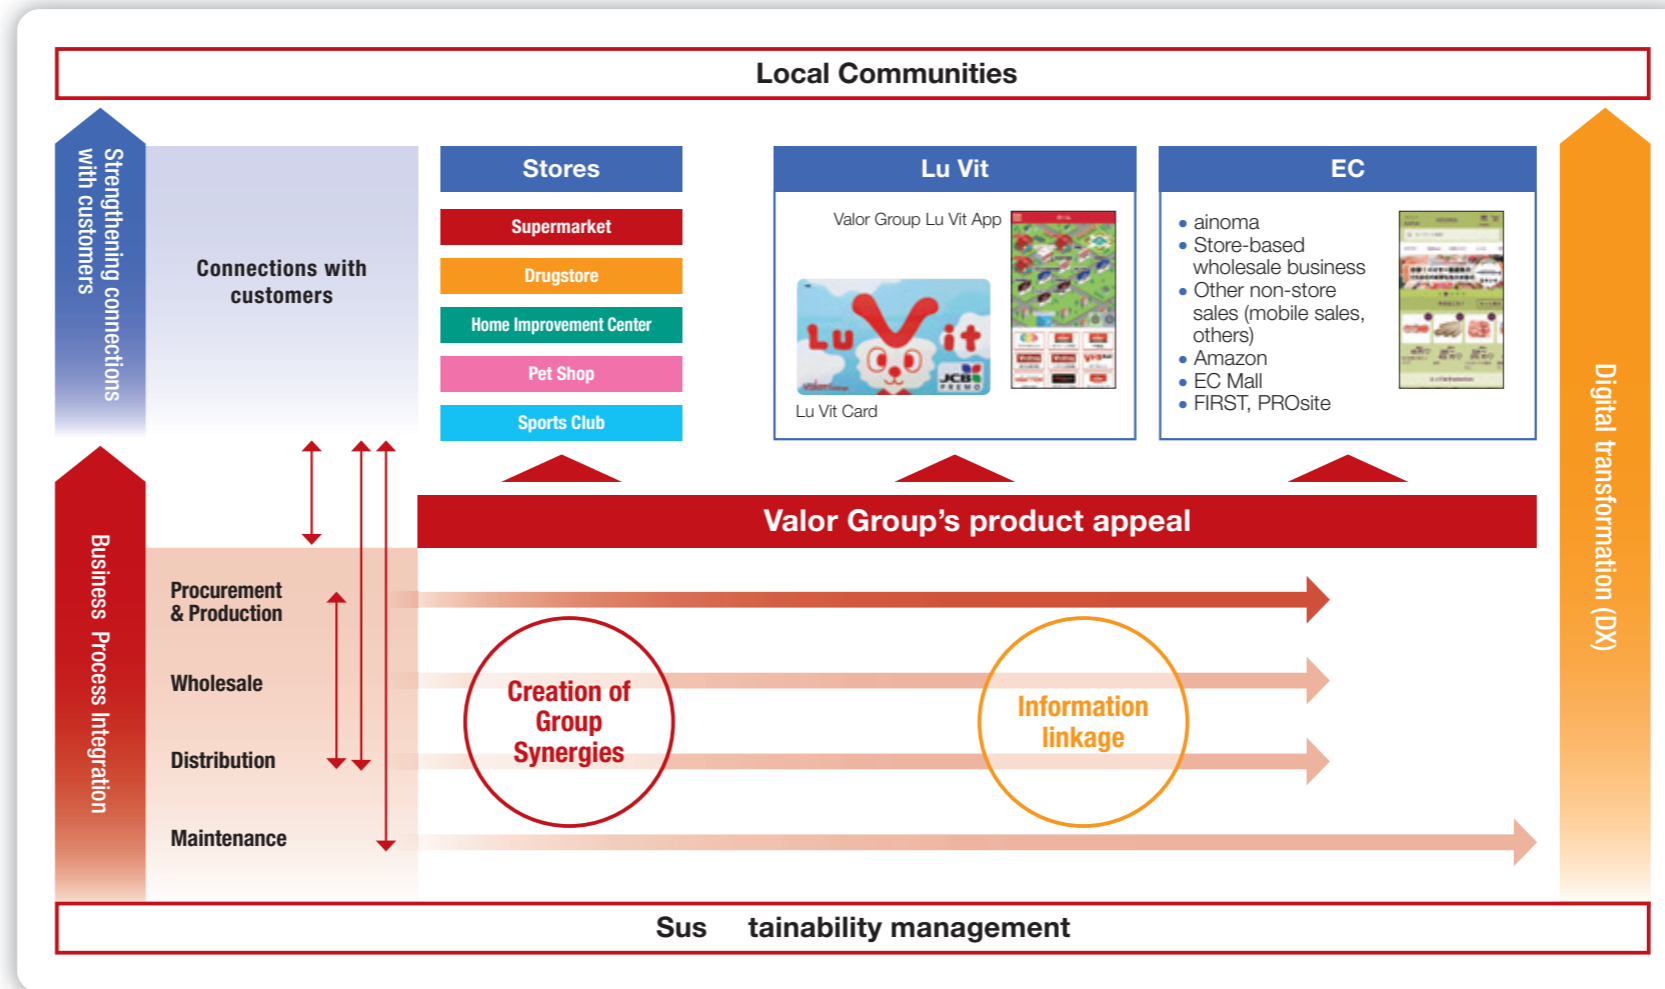 Local Communities
Strengthening connections
with customers
Connections with
customers
Stores
Supermarket
Drugstore
Home Improvement Center
Pet Shop
Sports Club
Lu Vit
Valor Group Lu Vit App
Lu Vit
JCB
PREMO
Lu Vit Card
EC
• ainoma
• Store-based
wholesale business
• Other non-store
sales (mobile sales,
others)
• Amazon
• EC Mall
• FIRST, PROsite
Digital transformation (DX)
Business Process Integration
Valor Group's product appeal
Procurement
& Production
Wholesale
Distribution
Maintenance
Creation of
Group
Synergies
Information
linkage
Sus tainability management